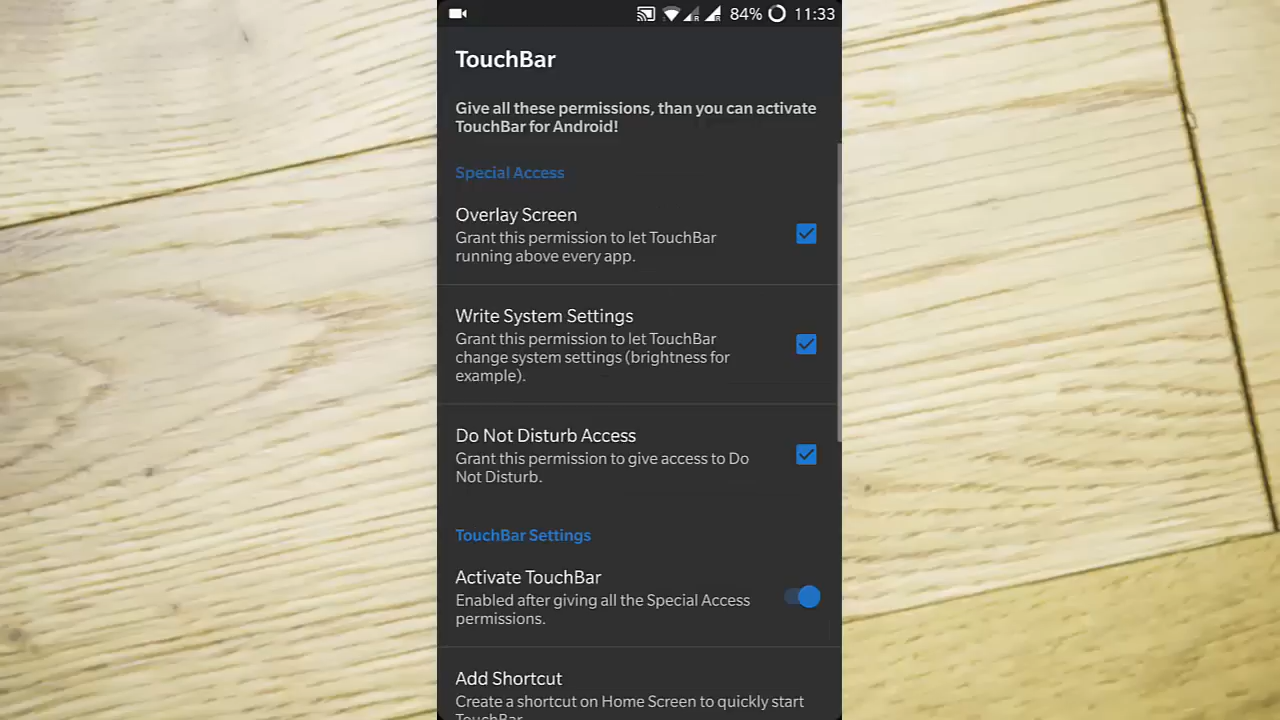 84% 11:33
TouchBar
Give all these permissions, than you can activate
TouchBar for Android!
Special Access
Overlay Screen
Grant this permission to let TouchBar
running above every app.
Write System Settings
Grant this permission to let TouchBar
change system settings (brightness for
example).
Do Not Disturb Access
Grant this permission to give access to Do
Not Disturb.
TouchBar Settings
Activate TouchBar
Enabled after giving all the Special Access
permissions.
Add Shortcut
Create a shortcut on Home Screen to quickly start
TouchBar.